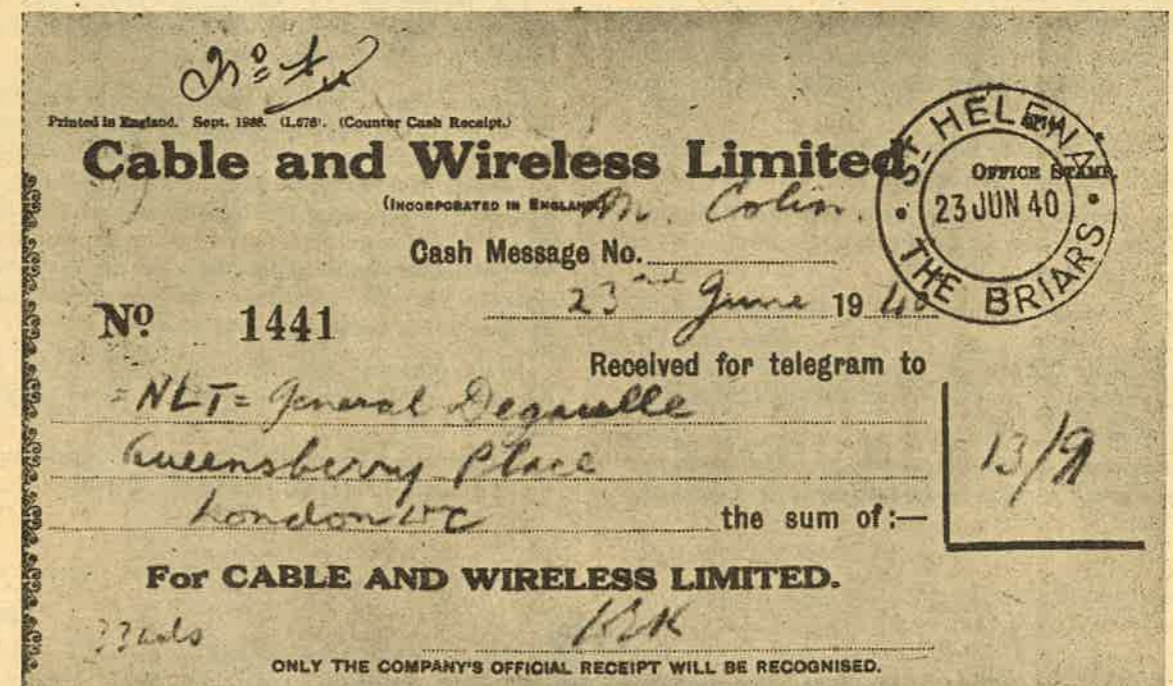 Nº 4
Printed in England. Sept. 1938. (L.676). (Counter Cash Receipt.)
Cable and Wireless Limited
(INCORPORATED IN ENGLAND)
M. Colin.
ST HELENA
OFFICE STAMP.
23 JUN 40
THE BRIARS
Cash Message No.
23rd June 1940
Nº 1441
Received for telegram to
=NLT= General Degaulle
Queensberry Place
London
the sum of:—
13/9
For CABLE AND WIRELESS LIMITED.
ONLY THE COMPANY'S OFFICIAL RECEIPT WILL BE RECOGNISED.